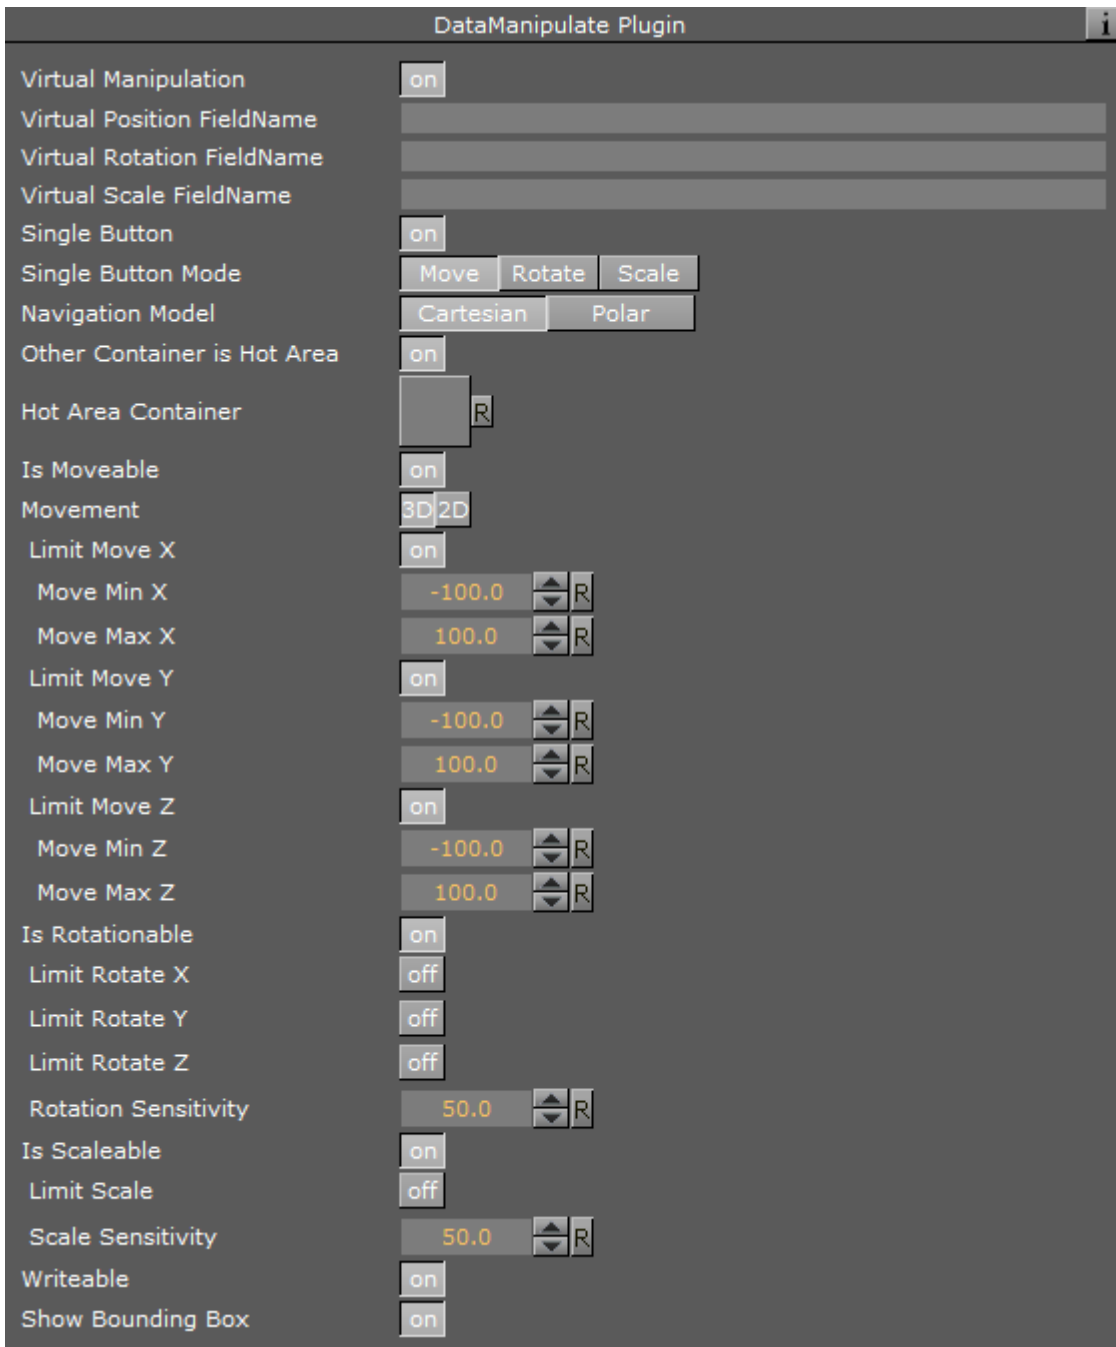 DataManipulate Plugin i
Virtual Manipulation on
Virtual Position FieldName
Virtual Rotation FieldName
Virtual Scale FieldName
Single Button on
Single Button Mode Move Rotate Scale
Navigation Model Cartesian Polar
Other Container is Hot Area on
Hot Area Container R
Is Moveable on
Movement 3D 2D
Limit Move X on
Move Min X -100.0 R
Move Max X 100.0 R
Limit Move Y on
Move Min Y -100.0 R
Move Max Y 100.0 R
Limit Move Z on
Move Min Z -100.0 R
Move Max Z 100.0 R
Is Rotationable on
Limit Rotate X off
Limit Rotate Y off
Limit Rotate Z off
Rotation Sensitivity 50.0 R
Is Scaleable on
Limit Scale off
Scale Sensitivity 50.0 R
Writeable on
Show Bounding Box on